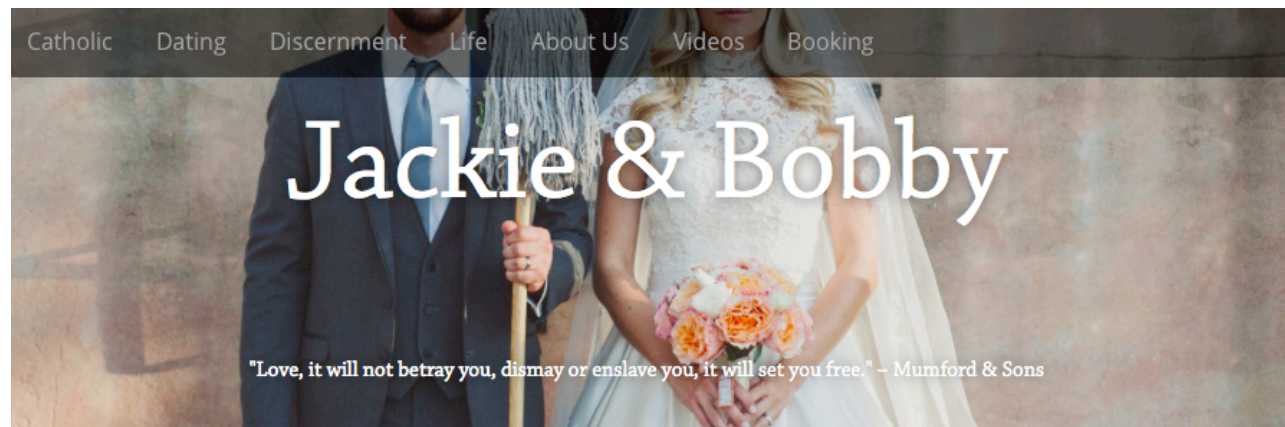 Catholic Dating Discernment Life About Us Videos Booking
Jackie & Bobby
"Love, it will not betray you, dismay or enslave you, it will set you free." – Mumford & Sons